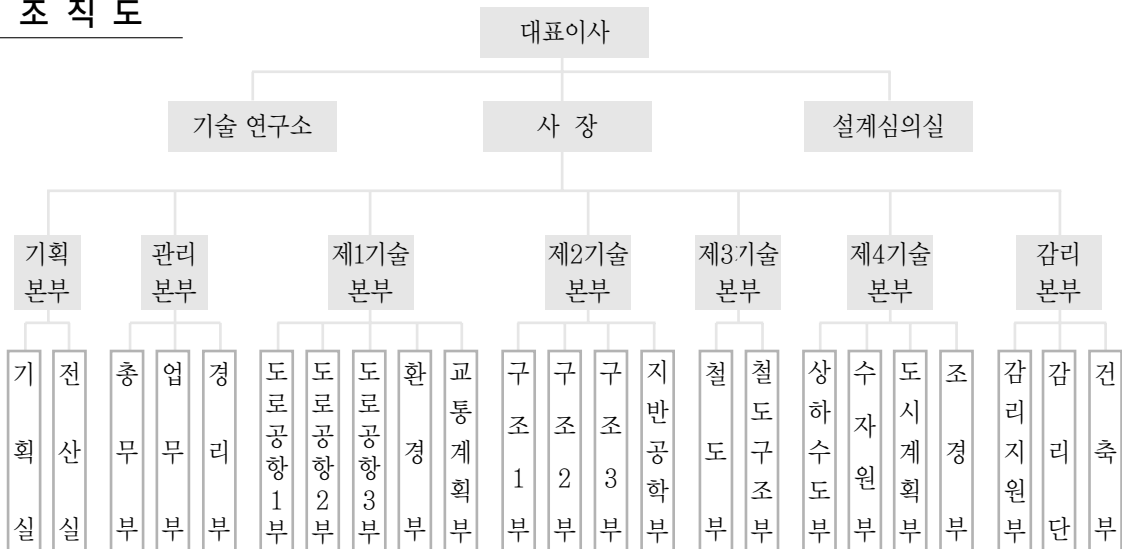 조 직 도
대표이사
기술 연구소
사 장
설계심의실
기획
본부
관리
본부
제1기술
본부
제2기술
본부
제3기술
본부
제4기술
본부
감리
본부
기획실
전산실
총무부
업무부
경리부
도로공항1부
도로공항2부
도로공항3부
환경부
교통계획부
구조1부
구조2부
구조3부
지반공학부
철도부
철도구조부
상하수도부
수자원부
도시계획부
조경부
감리지원부
감리단
건축부